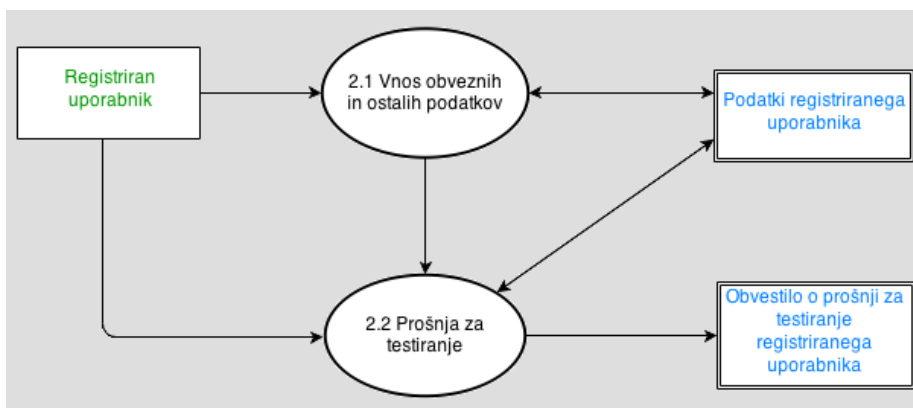 Registriran
uporabnik
2.1 Vnos obveznih
in ostalih podatkov
Podatki registriranega
uporabnika
2.2 Prošnja za
testiranje
Obvestilo o prošnji za
testiranje
registriranega
uporabnika